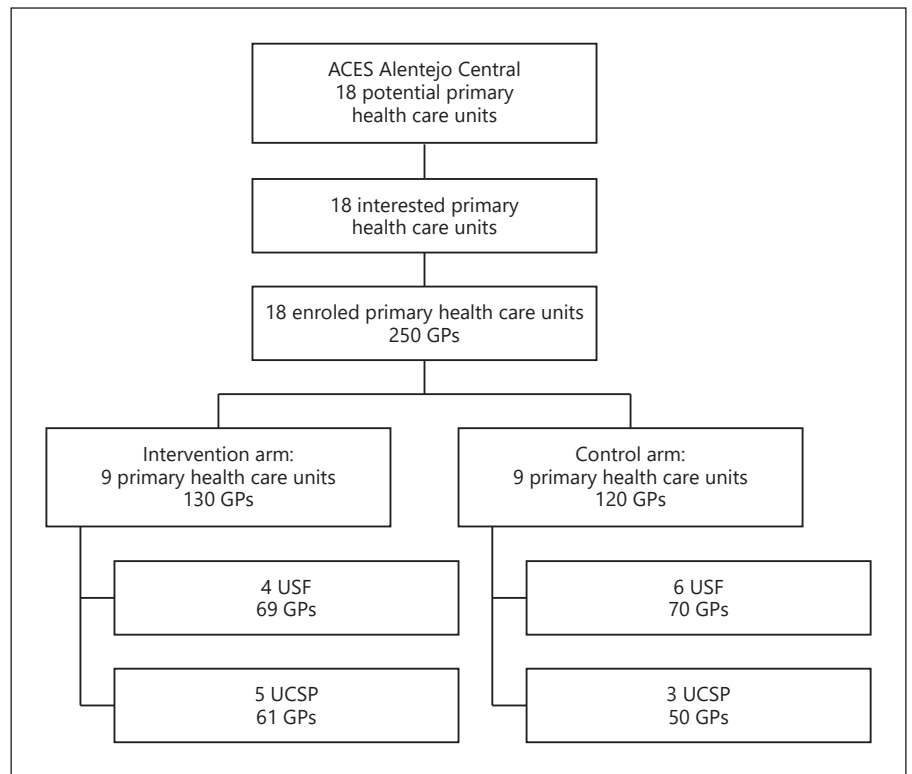 ACES Alentejo Central
18 potential primary
health care units
18 interested primary
health care units
18 enroled primary health care units
250 GPs
Intervention arm:
9 primary health care units
130 GPs
Control arm:
9 primary health care units
120 GPs
4 USF
69 GPs
6 USF
70 GPs
5 UCSP
61 GPs
3 UCSP
50 GPs